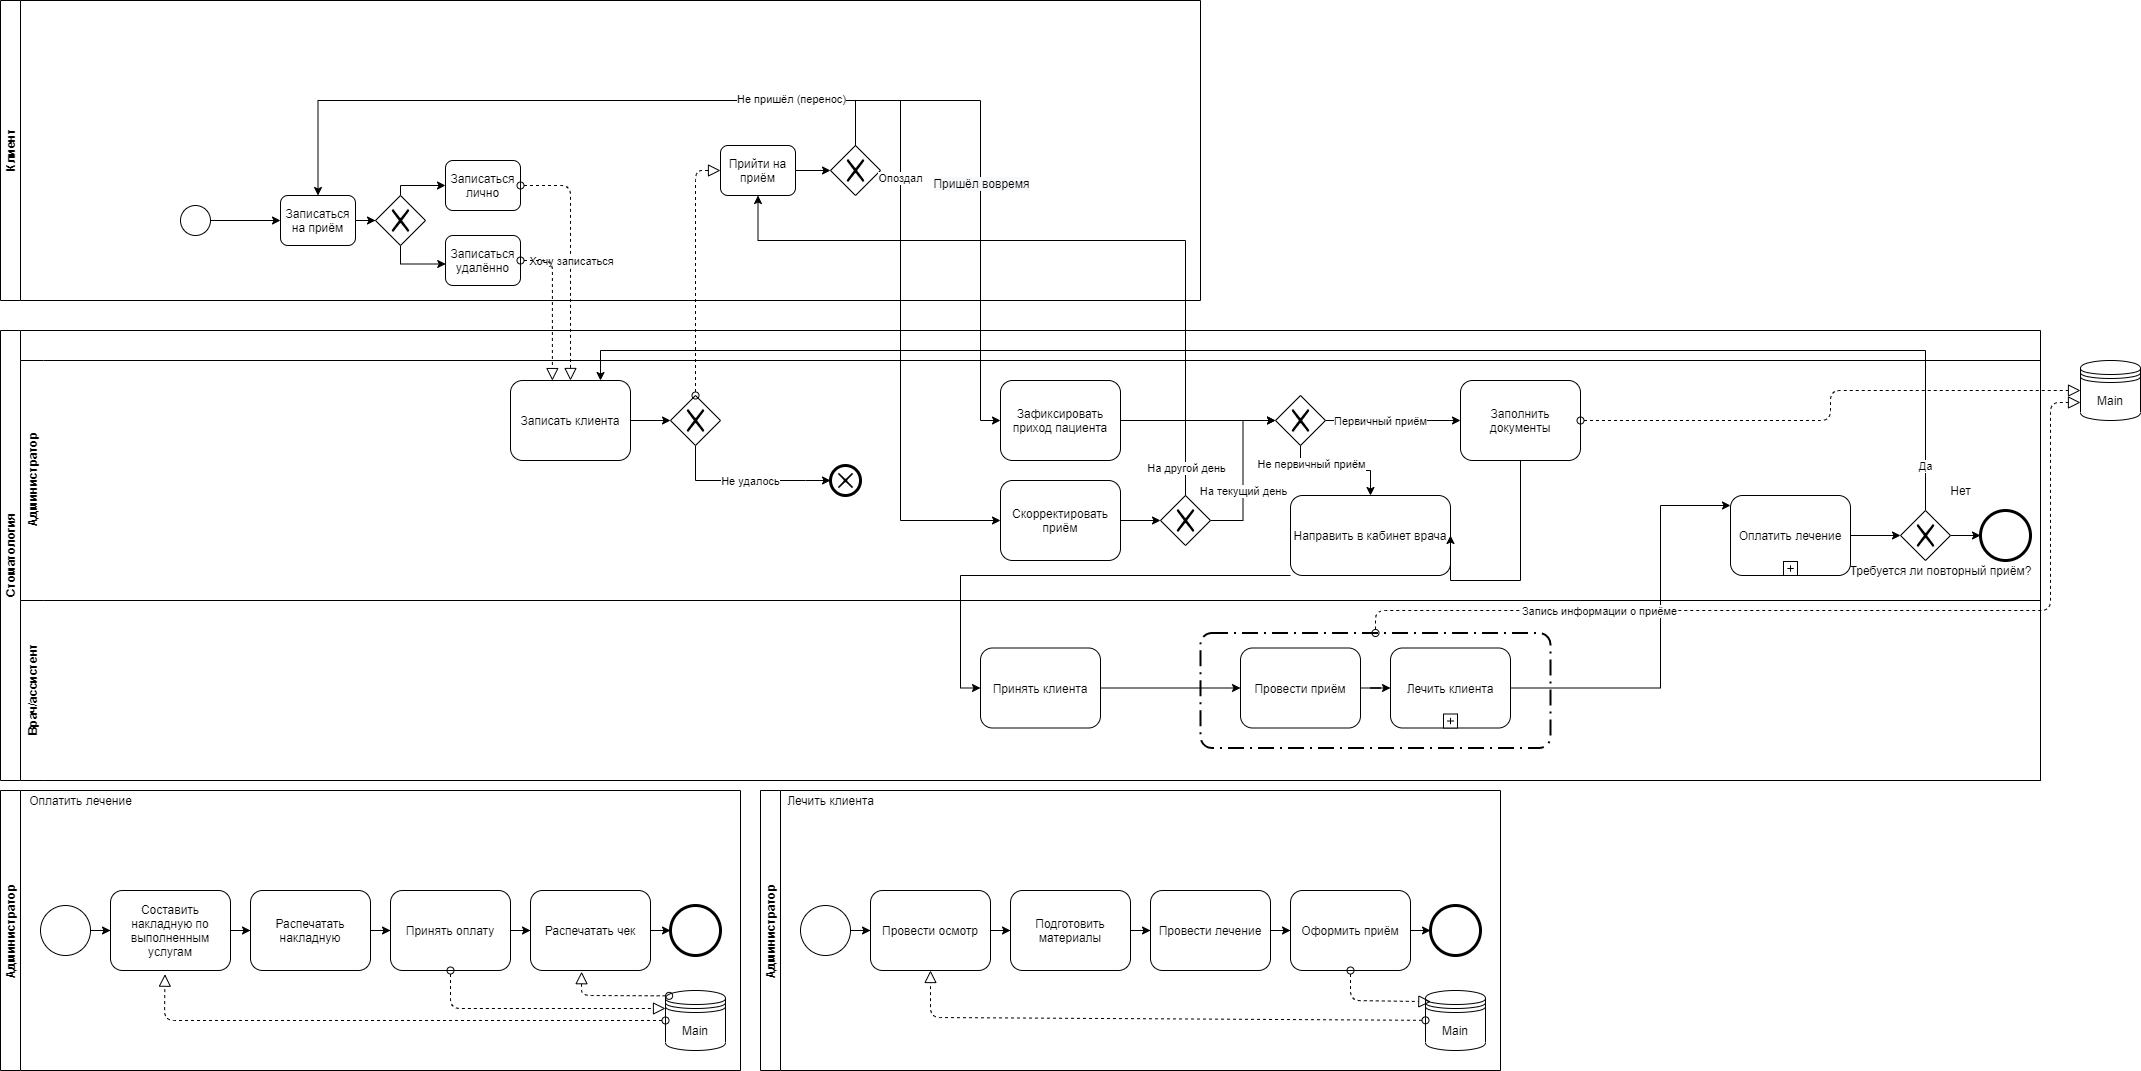 Клиент
Не пришёл (перенос)
Записаться
на приём
Записаться
лично
Записаться
удалённо
Хочу записаться
Прийти на
приём
Опоздал
Пришёл вовремя
Стоматология
Администратор
Записать клиента
Не удалось
Зафиксировать
приход пациента
Скорректировать
приём
На другой день
На текущий день
Первичный приём
Не первичный приём
Заполнить
документы
Направить в кабинет врача
Оплатить лечение
Да
Нет
Требуется ли повторный приём?
Main
Врач/ассистент
Запись информации о приёме
Принять клиента
Провести приём
Лечить клиента
Администратор
Оплатить лечение
Составить
накладную по
выполненным
услугам
Распечатать
накладную
Принять оплату
Распечатать чек
Main
Администратор
Лечить клиента
Провести осмотр
Подготовить
материалы
Провести лечение
Оформить приём
Main